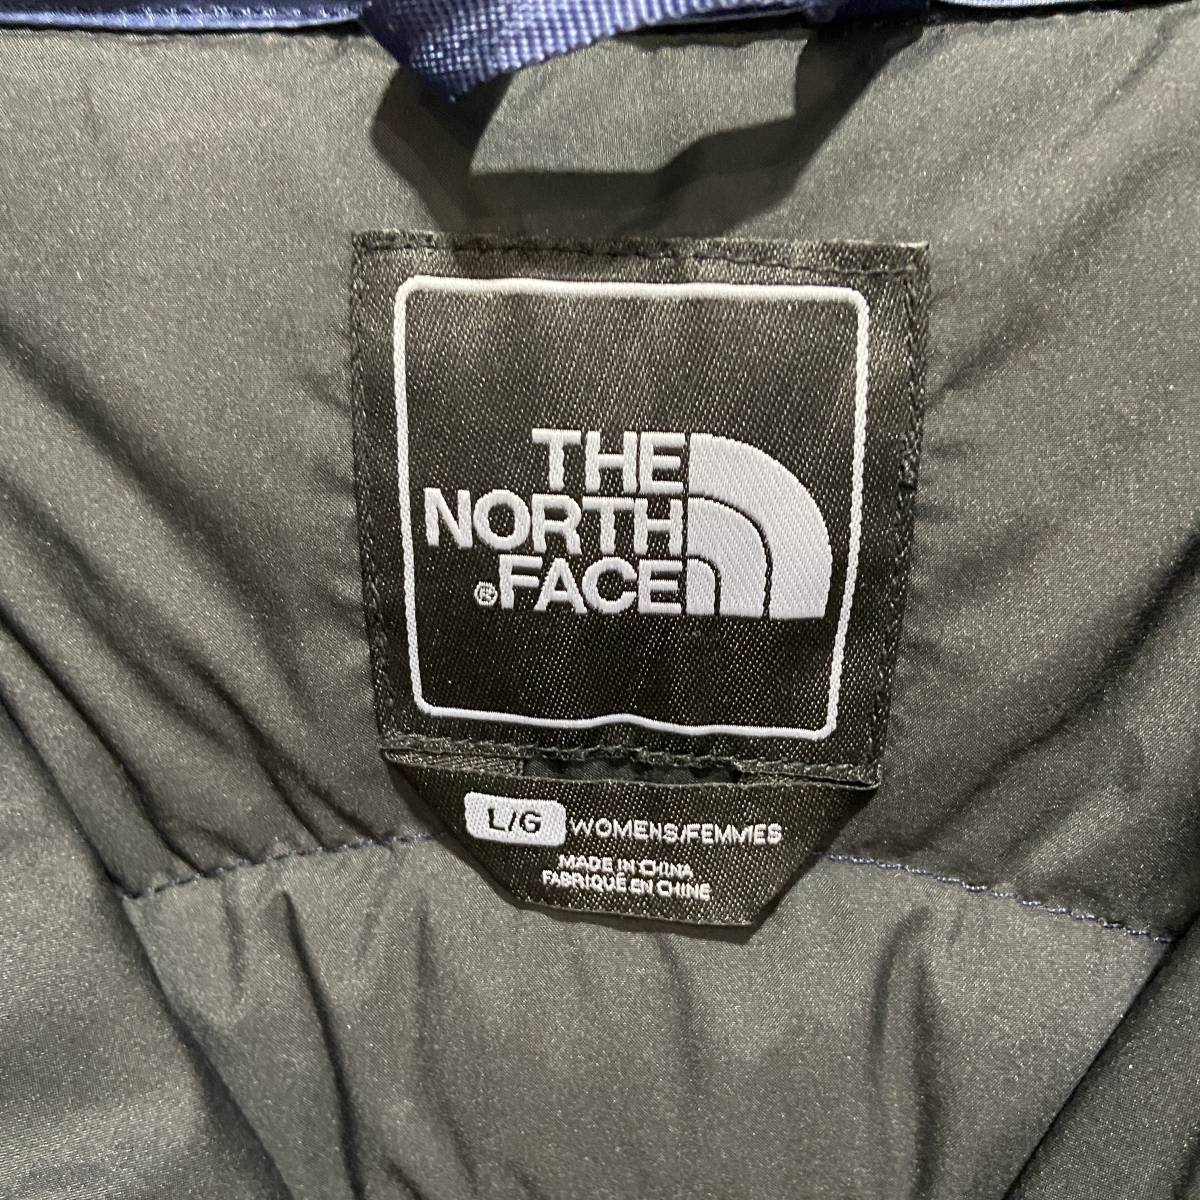 THE
NORTH
®FACE
L/G WOMENS/FEMMES
MADE IN CHINA
FABRIQUÉ EN CHINE